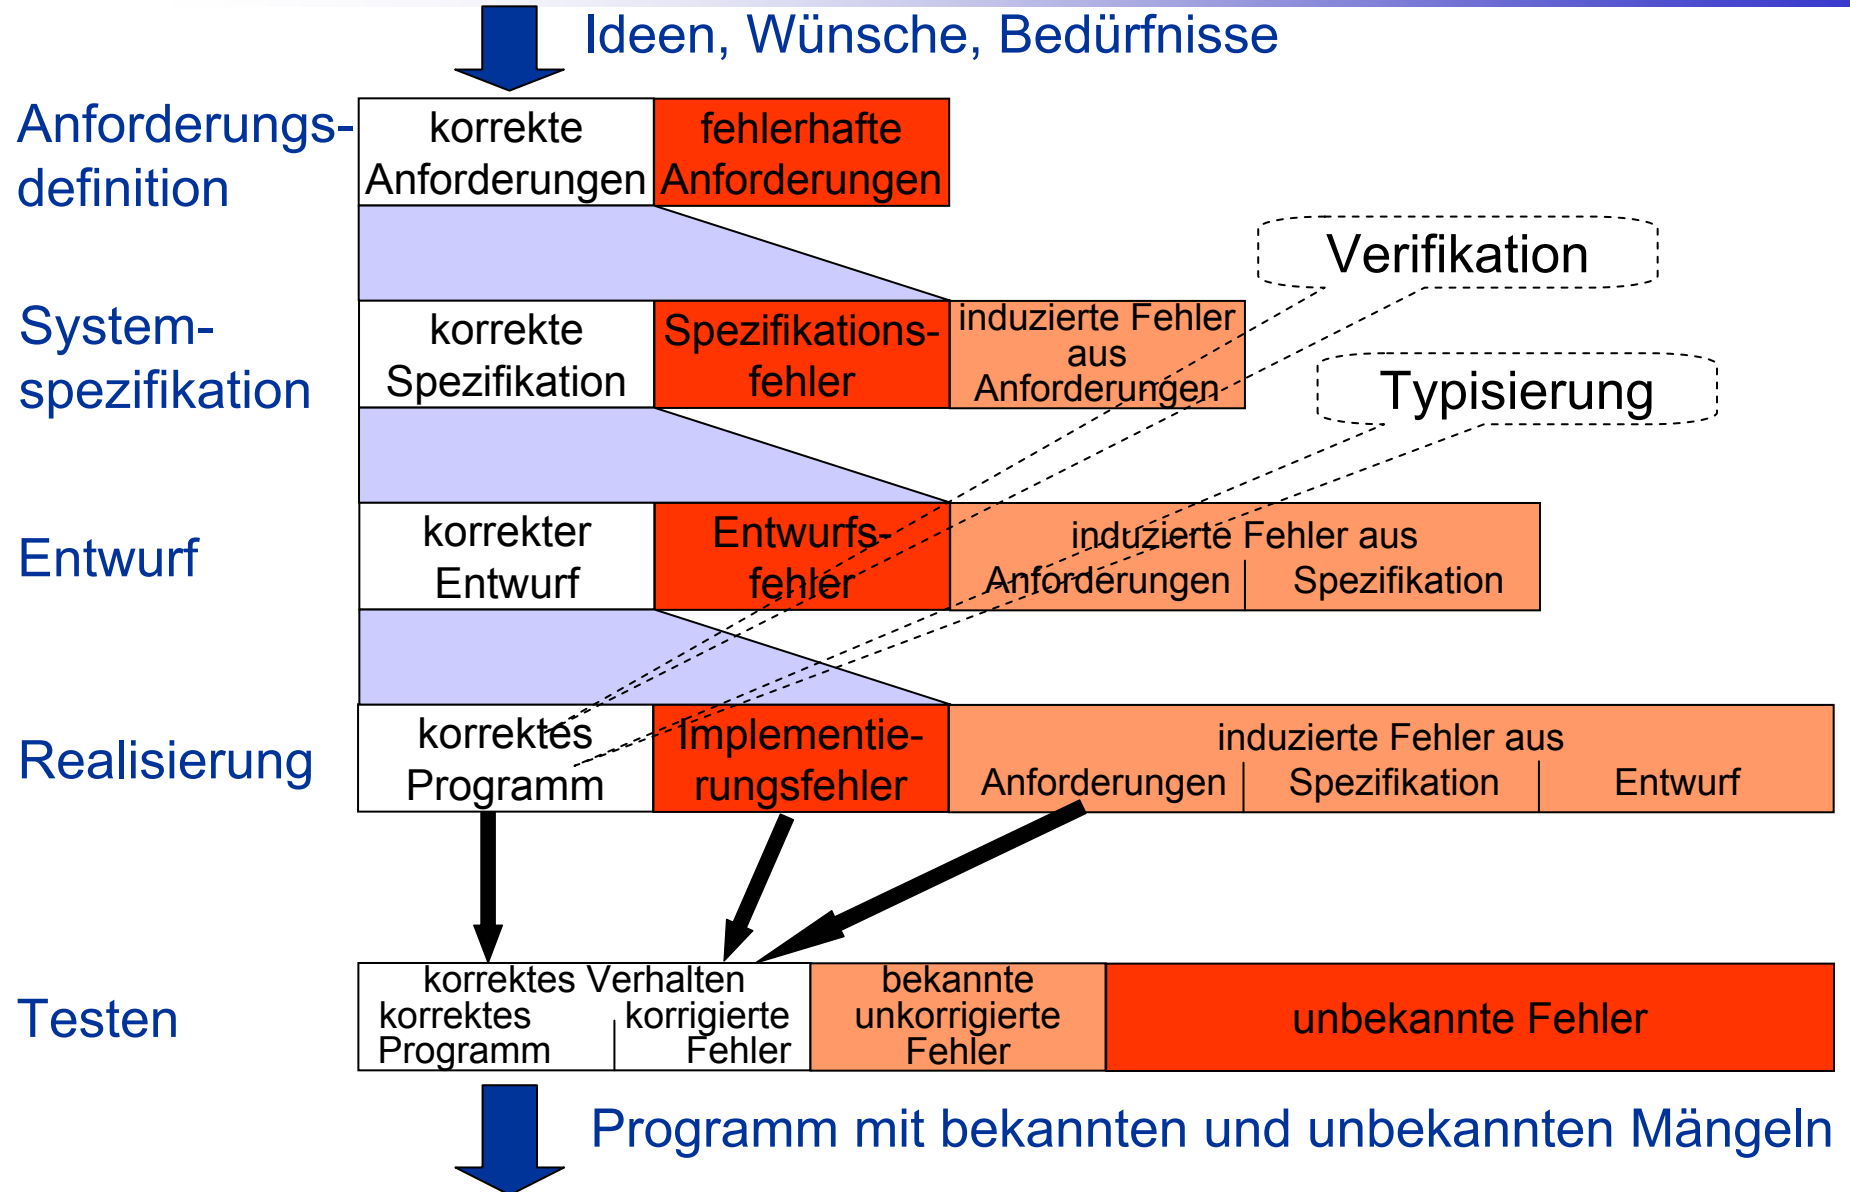 Ideen, Wünsche, Bedürfnisse
Anforderungs-
definition
korrekte
Anforderungen
fehlerhafte
Anforderungen
Verifikation
System-
spezifikation
korrekte
Spezifikation
Spezifikations-
fehler
induzierte Fehler
aus
Anforderungen
Typisierung
Entwurf
korrekter
Entwurf
Entwurfs-
fehler
induzierte Fehler aus
Anforderungen
Spezifikation
Realisierung
korrektes
Programm
Implementie-
rungsfehler
induzierte Fehler aus
Anforderungen
Spezifikation
Entwurf
Testen
korrektes Verhalten
korrektes
Programm
korrigierte
Fehler
bekannte
unkorrigierte
Fehler
unbekannte Fehler
Programm mit bekannten und unbekannten Mängeln